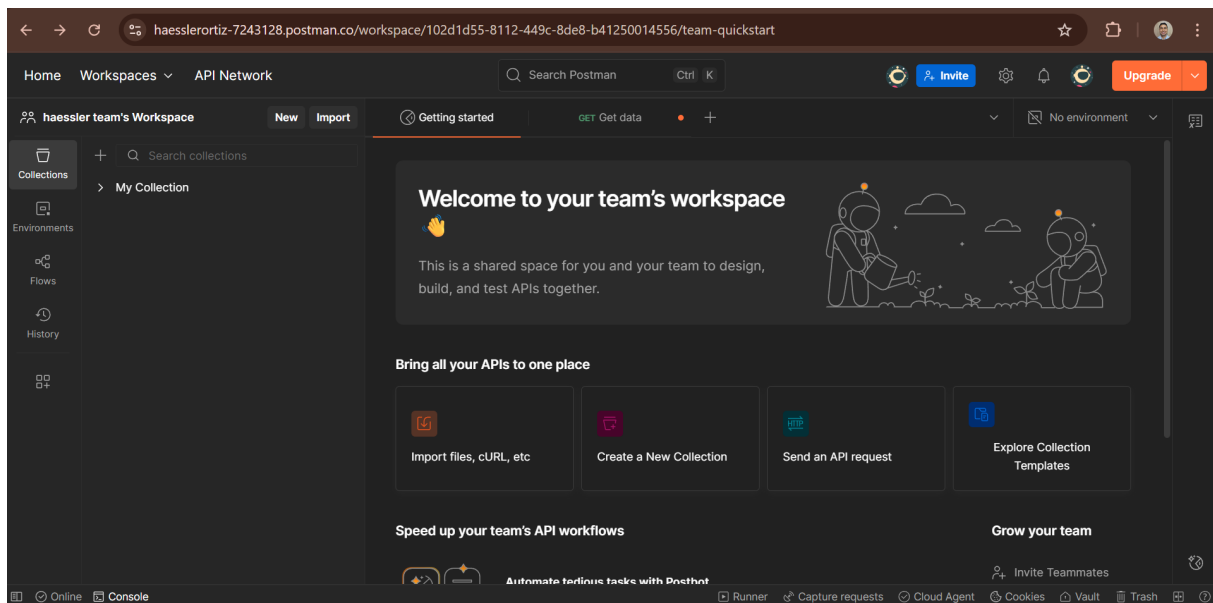 haesslerortiz-7243128.postman.co/workspace/102d1d55-8112-449c-8de8-b41250014556/team-quickstart
Home Workspaces API Network Search Postman Ctrl K Invite Upgrade
haessler team's Workspace New Import Getting started GET Get data No environment
Collections Search collections
My Collection
Environments
Flows
History
Welcome to your team's workspace
👋
This is a shared space for you and your team to design,
build, and test APIs together.
Bring all your APIs to one place
HTTP
Import files, cURL, etc
Create a New Collection
Send an API request
Explore Collection
Templates
Speed up your team's API workflows Grow your team
Automate tedious tasks with Postbot
Invite Teammates
Online Console Runner Capture requests Cloud Agent Cookies Vault Trash